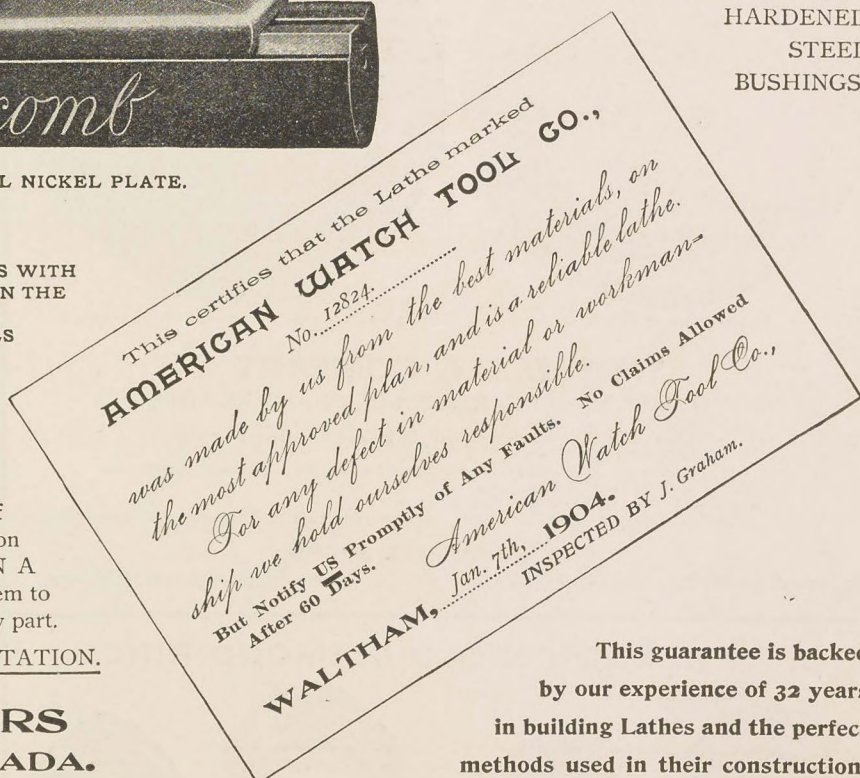 HARDENED
STEEL
BUSHINGS
comb
L NICKEL PLATE.
S WITH
N THE
LS
This certifies that the Lathe marked
AMERICAN WATCH TOOL CO.,
No. 12824.
was made by us from the best materials, on
the most approved plan, and is a reliable lathe.
For any defect in material or workman=
ship we hold ourselves responsible.
But Notify US Promptly of Any Faults. No Claims Allowed
After 60 Days.
American Watch Tool Co.,
WALTHAM, Jan. 7th, 1904.
INSPECTED BY J. Graham.
f
on
N A
em to
y part.
TATION.
RS
ADA.
This guarantee is backed
by our experience of 32 years
in building Lathes and the perfec
methods used in their construction